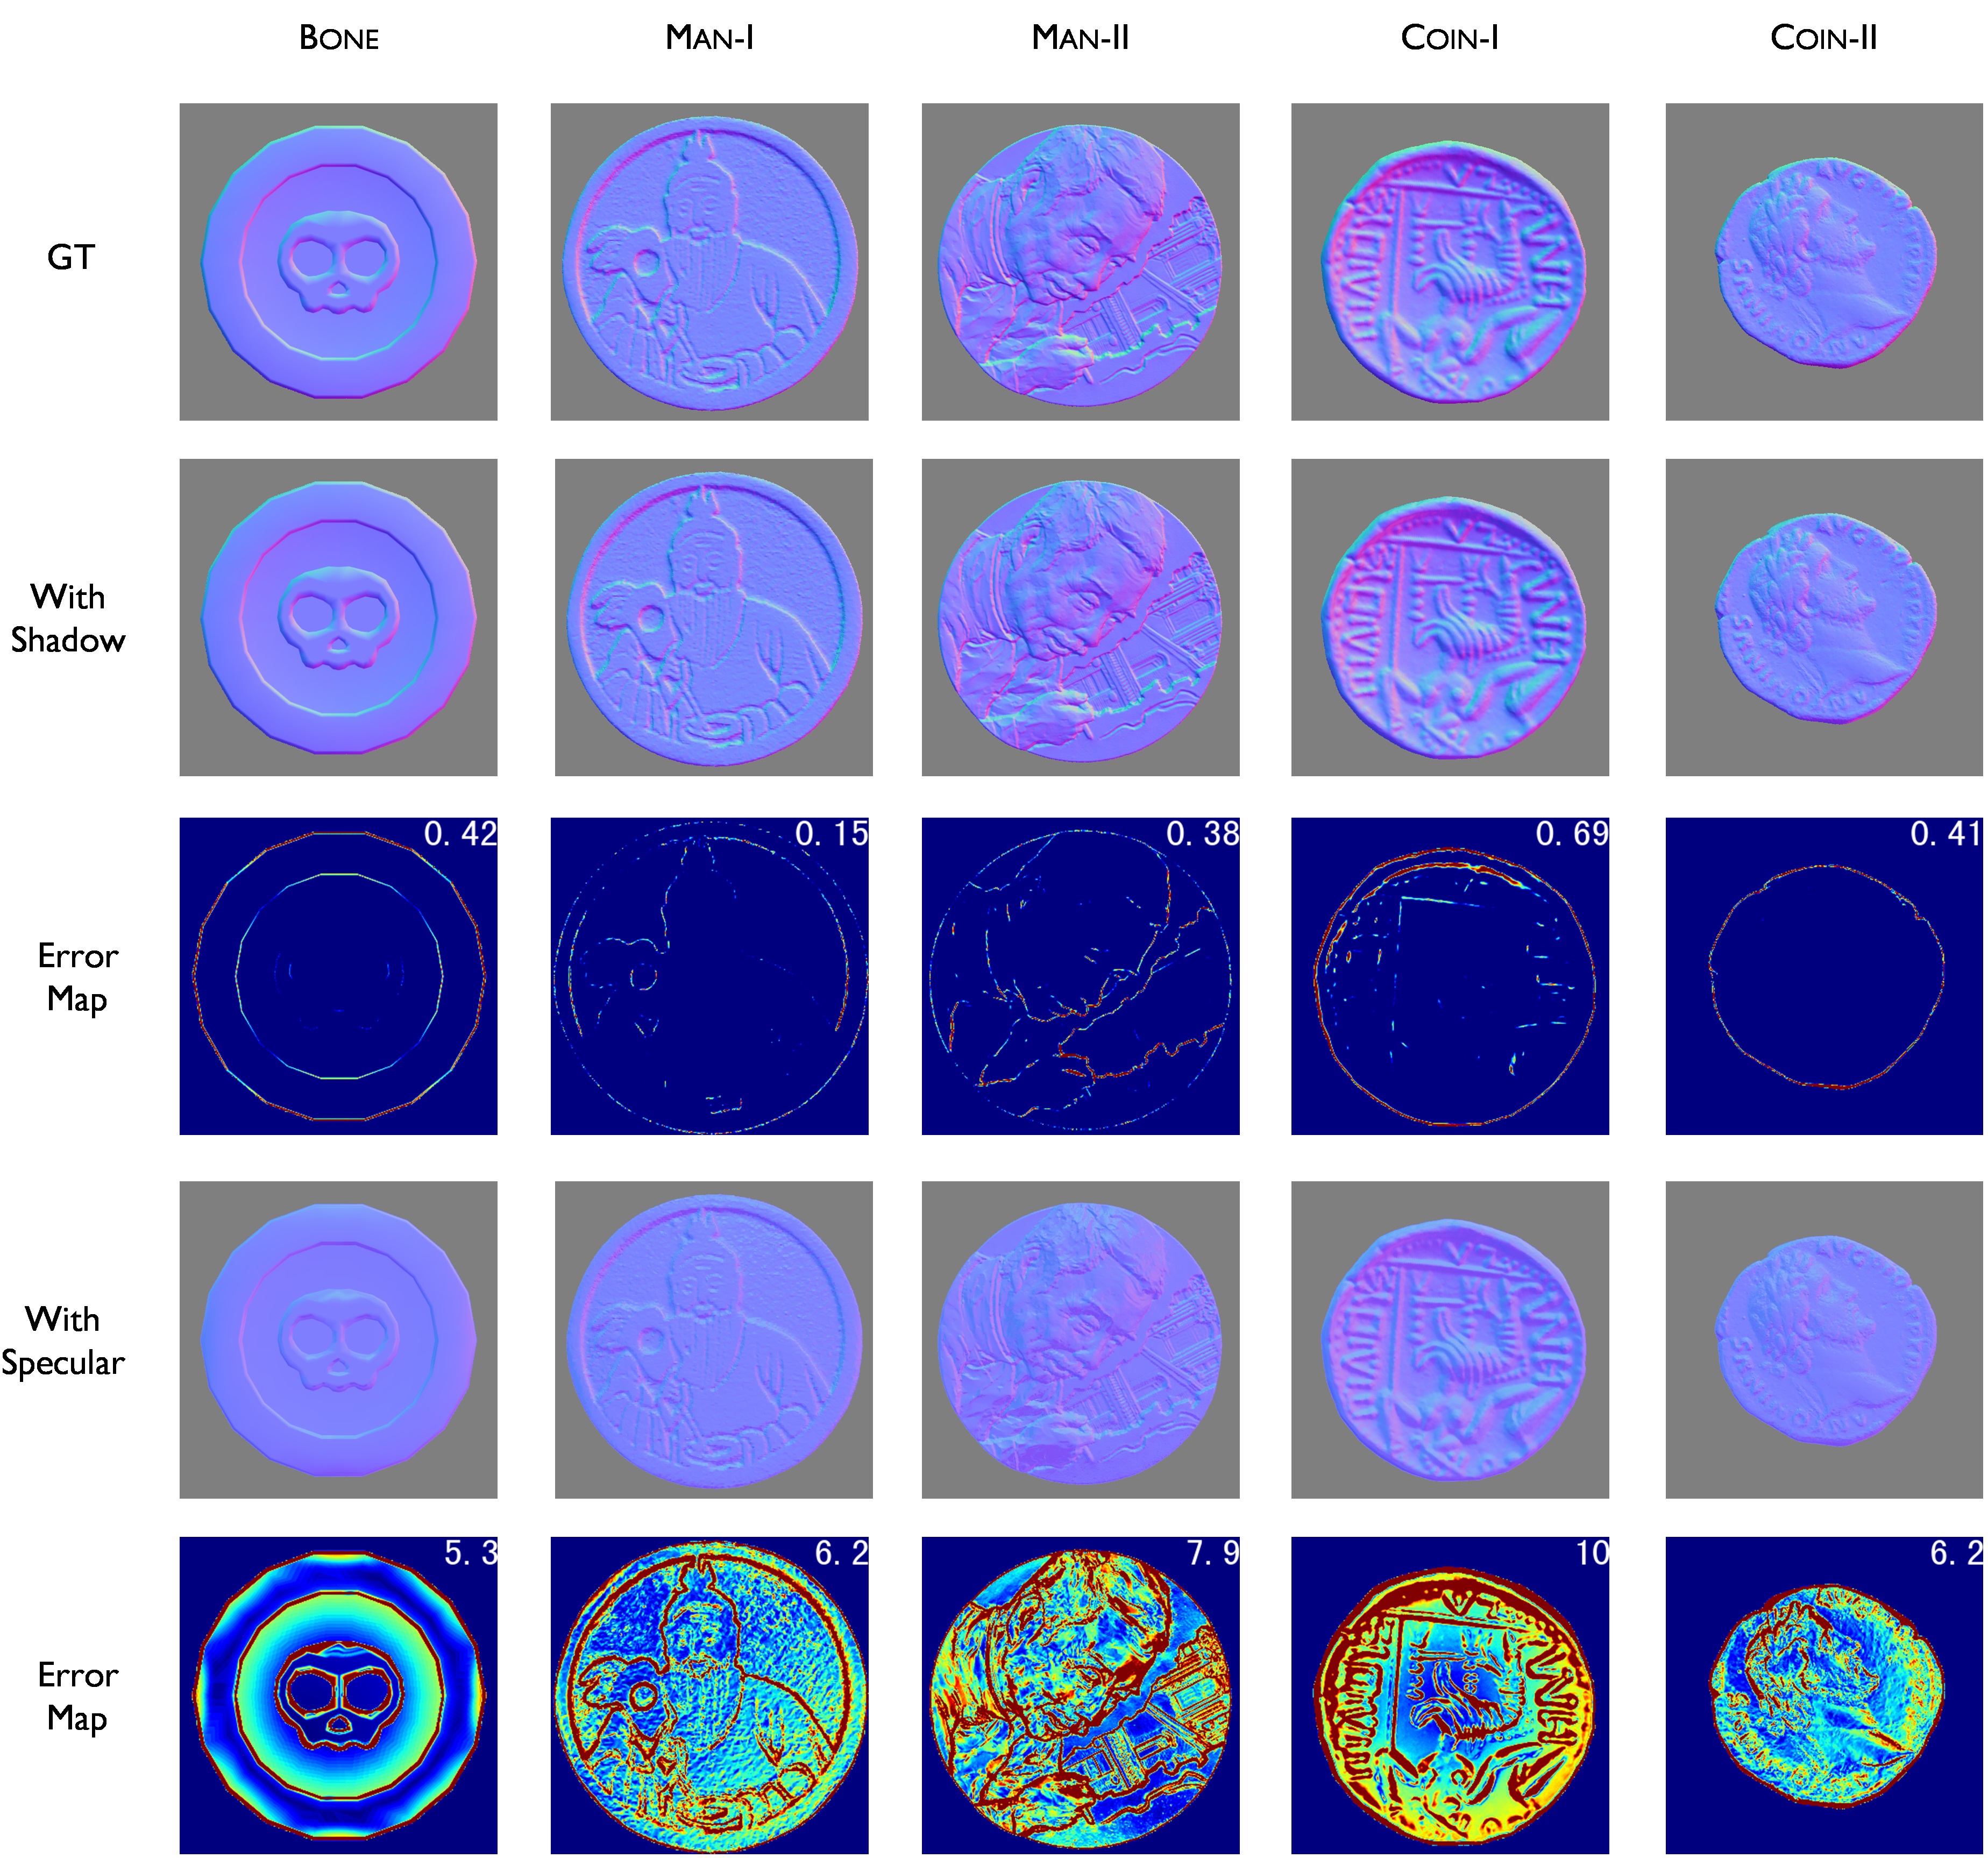 BONE MAN-I MAN-II COIN-I COIN-II
GT
With
Shadow
Error
Map
0.42 0.15 0.38 0.69 0.41
With
Specular
Error
Map
5.3 6.2 7.9 10 6.2